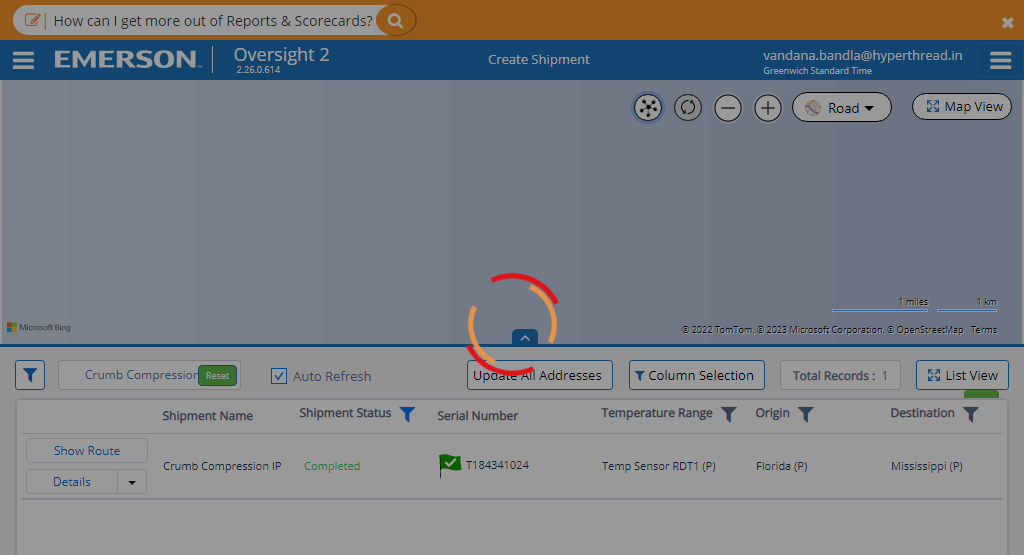 How can I get more out of Reports & Scorecards?
EMERSON
Oversight 2
2.26.0.614
Create Shipment
vandana.bandla@hyperthread.in
Greenwich Standard Time
Road
Map View
1 miles
1 km
Microsoft Bing
© 2022 TomTom, © 2023 Microsoft Corporation, © OpenStreetMap Terms
Crumb Compression
Reset
Auto Refresh
Update All Addresses
Column Selection
Total Records : 1
List View
Shipment Name
Shipment Status
Serial Number
Temperature Range
Origin
Destination
Show Route
Details
Crumb Compression IP
Completed
T184341024
Temp Sensor RDT1 (P)
Florida (P)
Mississippi (P)